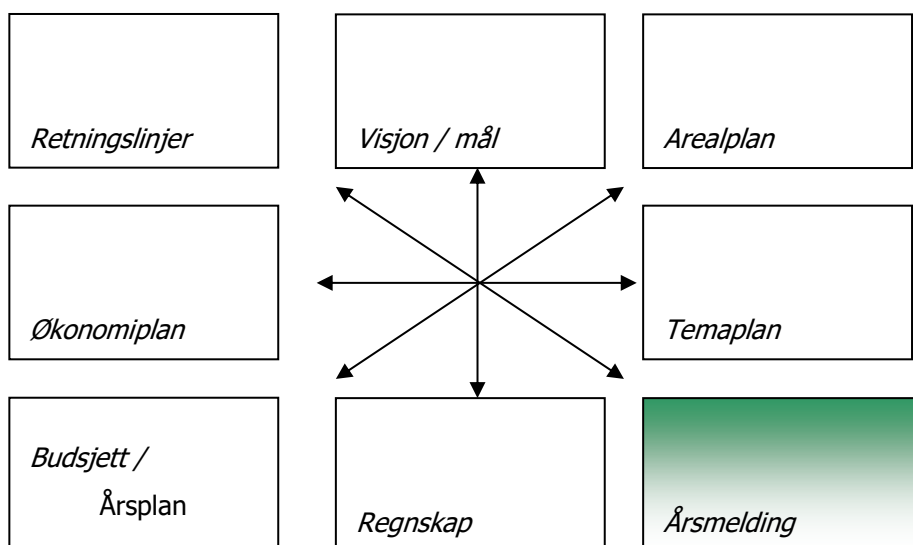 Retningslinjer
Visjon / mål
Arealplan
Økonomiplan
Temaplan
Budsjett /
Årsplan
Regnskap
Årsmelding